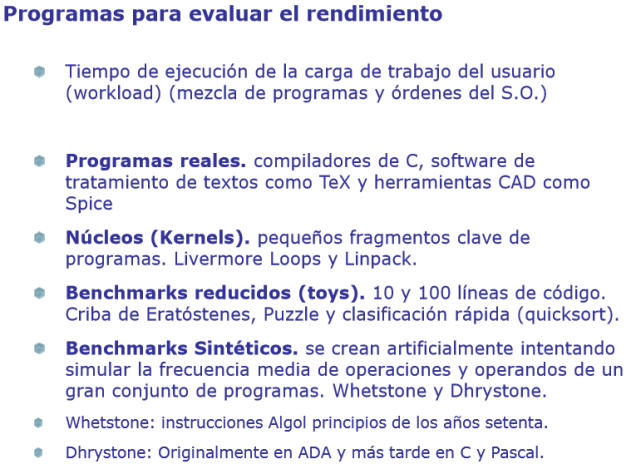 Programas para evaluar el rendimiento
Tiempo de ejecución de la carga de trabajo del usuario
(workload) (mezcla de programas y órdenes del S.O.)
Programas reales. compiladores de C, software de
tratamiento de textos como TeX y herramientas CAD como
Spice
Núcleos (Kernels). pequeños fragmentos clave de
programas. Livermore Loops y Linpack.
Benchmarks reducidos (toys). 10 y 100 líneas de código.
Criba de Eratóstenes, Puzzle y clasificación rápida (quicksort).
Benchmarks Sintéticos. se crean artificialmente intentando
simular la frecuencia media de operaciones y operandos de un
gran conjunto de programas. Whetstone y Dhrystone.
Whetstone: instrucciones Algol principios de los años setenta.
Dhrystone: Originalmente en ADA y más tarde en C y Pascal.